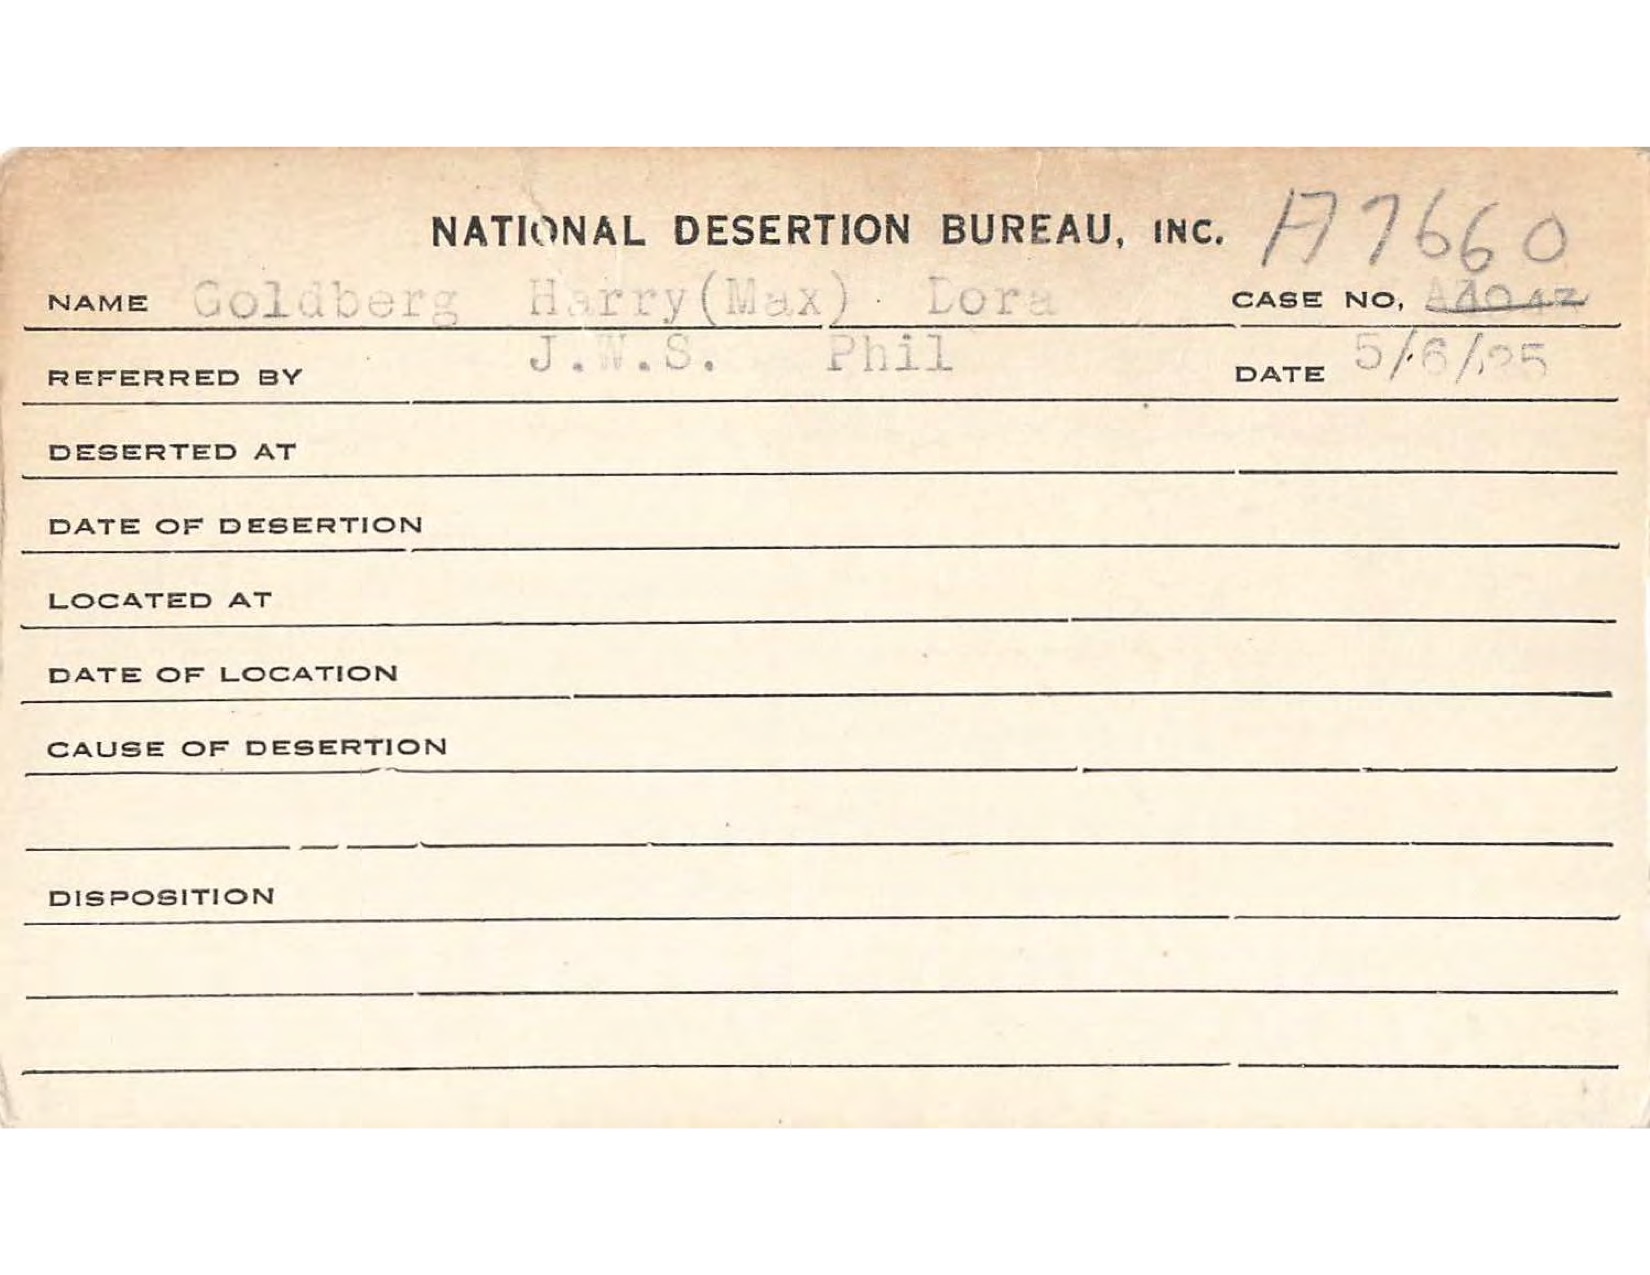 NATIONAL DESERTION BUREAU, INC. A7660
NAME Goldberg Harry(Max) Dora CASE NO,
REFERRED BY J.W.S. Phil DATE 5/6/25
DESERTED AT
DATE OF DESERTION
LOCATED AT
DATE OF LOCATION
CAUSE OF DESERTION
DISPOSITION